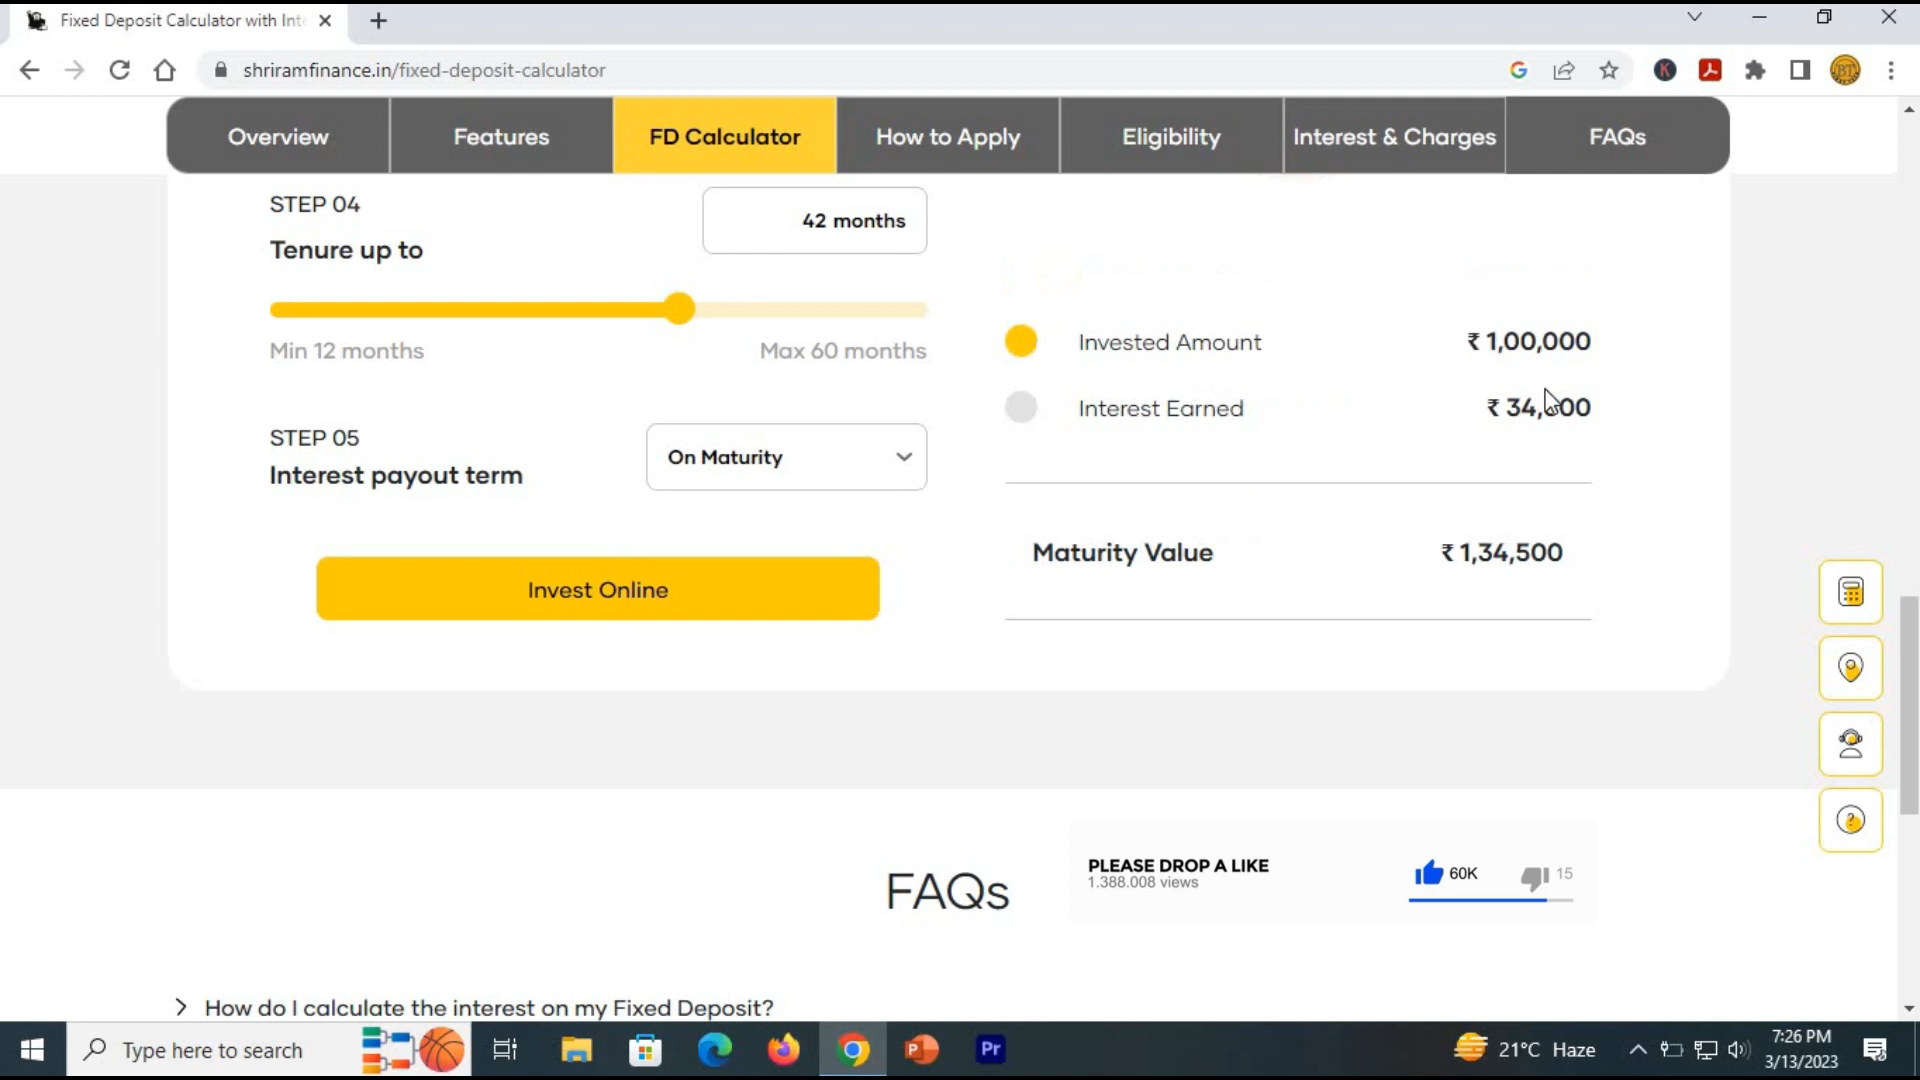 Fixed Deposit Calculator with Inte
shriramfinance.in/fixed-deposit-calculator
Overview
Features
FD Calculator
How to Apply
Eligibility
Interest & Charges
FAQs
STEP 04
42 months
Tenure up to
Min 12 months
Max 60 months
STEP 05
Interest payout term
On Maturity
Invest Online
Invested Amount
₹ 1,00,000
Interest Earned
Maturity Value
₹ 1,34,500
FAQs
PLEASE DROP A LIKE
1.388.008 views
60K
15
How do I calculate the interest on my Fixed Deposit?
Type here to search
Pr
21°C Haze
7:26 PM
3/13/2023